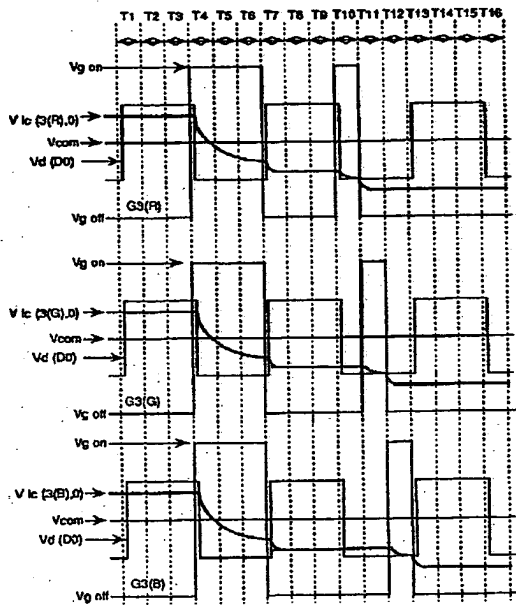 T1 T2 T3 T4 T5 T6 T7 T8 T9 T10 T11 T12 T13 T14 T15 T16
Vg on
V lc (3(R),0)
Vcom
Vd (D0)
G3(R)
Vg off
Vg on
V lc (3(G),0)
Vcom
Vd (D0)
G3(G)
Vg off
Vg on
V lc (3(B),0)
Vcom
Vd (D0)
G3(B)
Vg off